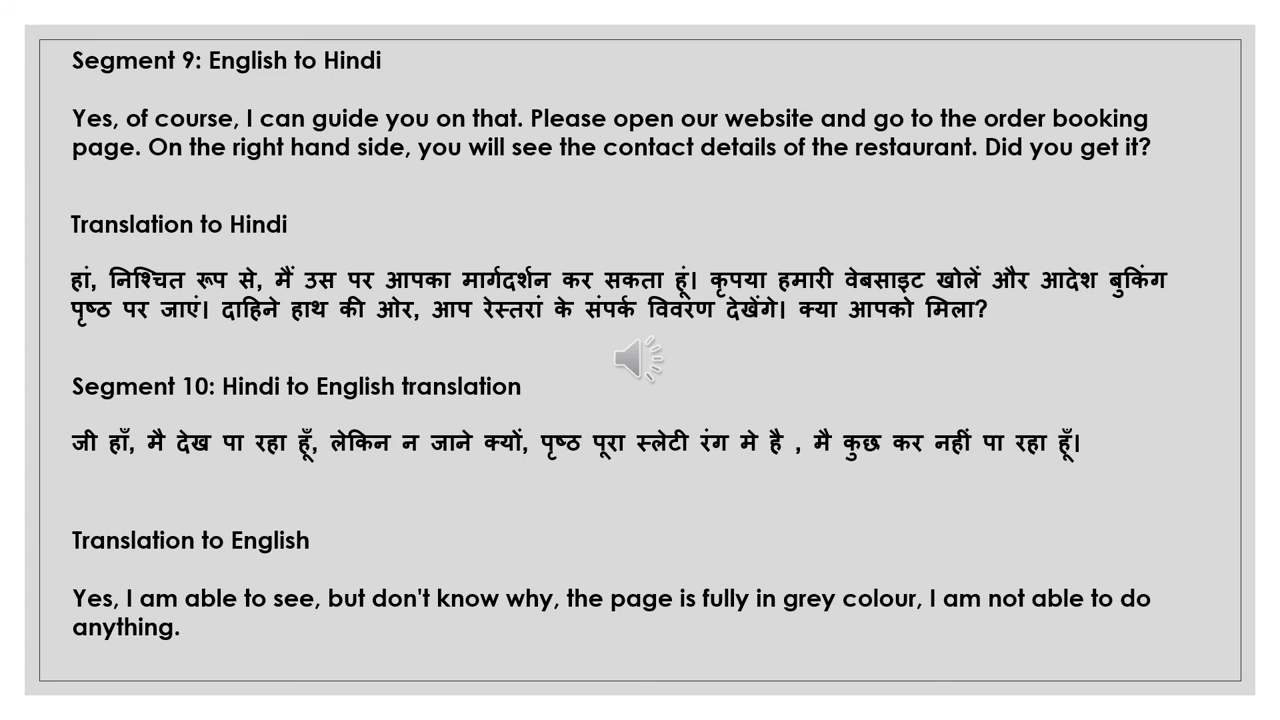 Segment 9: English to Hindi
Yes, of course, I can guide you on that. Please open our website and go to the order booking
page. On the right hand side, you will see the contact details of the restaurant. Did you get it?
Translation to Hindi
हां, निश्चित रूप से, मैं उस पर आपका मार्गदर्शन कर सकता हूं। कृपया हमारी वेबसाइट खोलें और आदेश बुकिंग
पृष्ठ पर जाएं। दाहिने हाथ की ओर, आप रेस्तरां के संपर्क विवरण देखेंगे। क्या आपको मिला?
Segment 10: Hindi to English translation
जी हाँ, मै देख पा रहा हूँ, लेकिन न जाने क्यों, पृष्ठ पूरा स्लेटी रंग मे है , मै कुछ कर नहीं पा रहा हूँ।
Translation to English
Yes, I am able to see, but don't know why, the page is fully in grey colour, I am not able to do
anything.